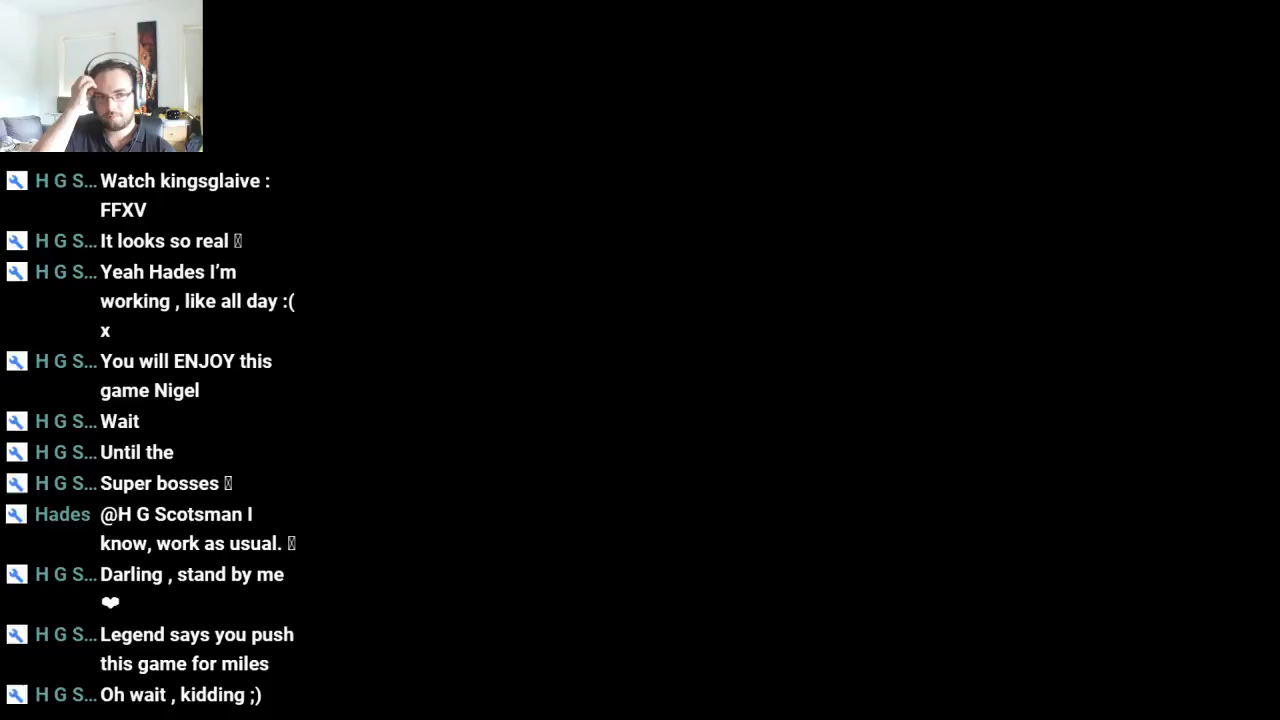 H G S... Watch kingsglaive :
FFXV
H G S... It looks so real
H G S... Yeah Hades I’m
working , like all day :(
x
H G S... You will ENJOY this
game Nigel
H G S... Wait
H G S... Until the
H G S... Super bosses
Hades @H G Scotsman I
know, work as usual.
H G S... Darling , stand by me
❤
H G S... Legend says you push
this game for miles
H G S... Oh wait , kidding ;)